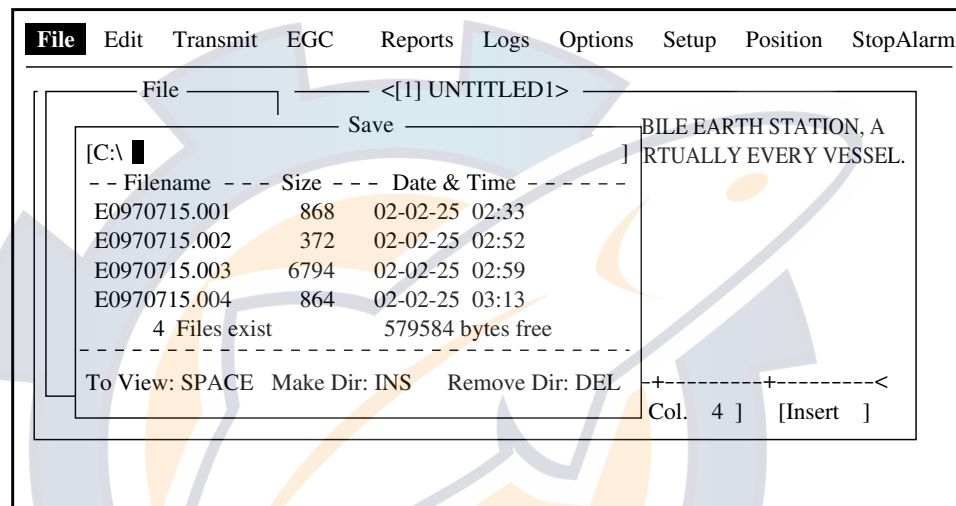 File Edit Transmit EGC Reports Logs Options Setup Position StopAlarm
File <[1] UNTITLED1>
Save
BILE EARTH STATION, A
[C:\ ]
RTUALLY EVERY VESSEL.
- - Filename - - - Size - - - Date & Time - - - - - -
E0970715.001 868 02-02-25 02:33
E0970715.002 372 02-02-25 02:52
E0970715.003 6794 02-02-25 02:59
E0970715.004 864 02-02-25 03:13
4 Files exist 579584 bytes free
To View: SPACE Make Dir: INS Remove Dir: DEL
-+---------+---------<
Col. 4 ] [Insert ]